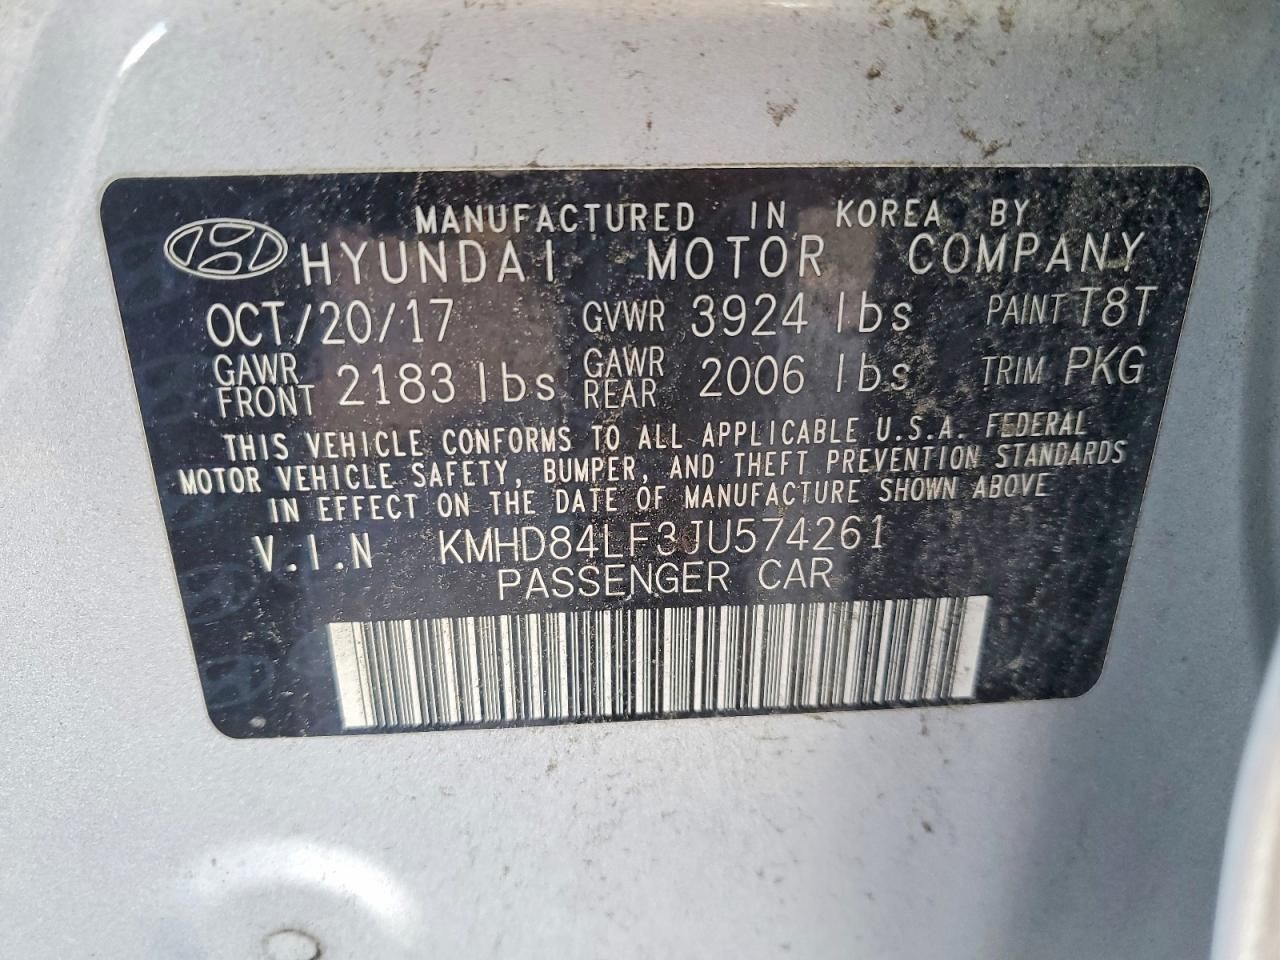 MANUFACTURED IN KOREA BY
HYUNDAI MOTOR COMPANY
OCT/20/17 GVWR 3924 lbs PAINT T8T
GAWR FRONT 2183 lbs GAWR REAR 2006 lbs TRIM PKG
THIS VEHICLE CONFORMS TO ALL APPLICABLE U.S.A. FEDERAL
MOTOR VEHICLE SAFETY, BUMPER, AND THEFT PREVENTION STANDARDS
IN EFFECT ON THE DATE OF MANUFACTURE SHOWN ABOVE
V.I.N KMHD84LF3JU574261
PASSENGER CAR